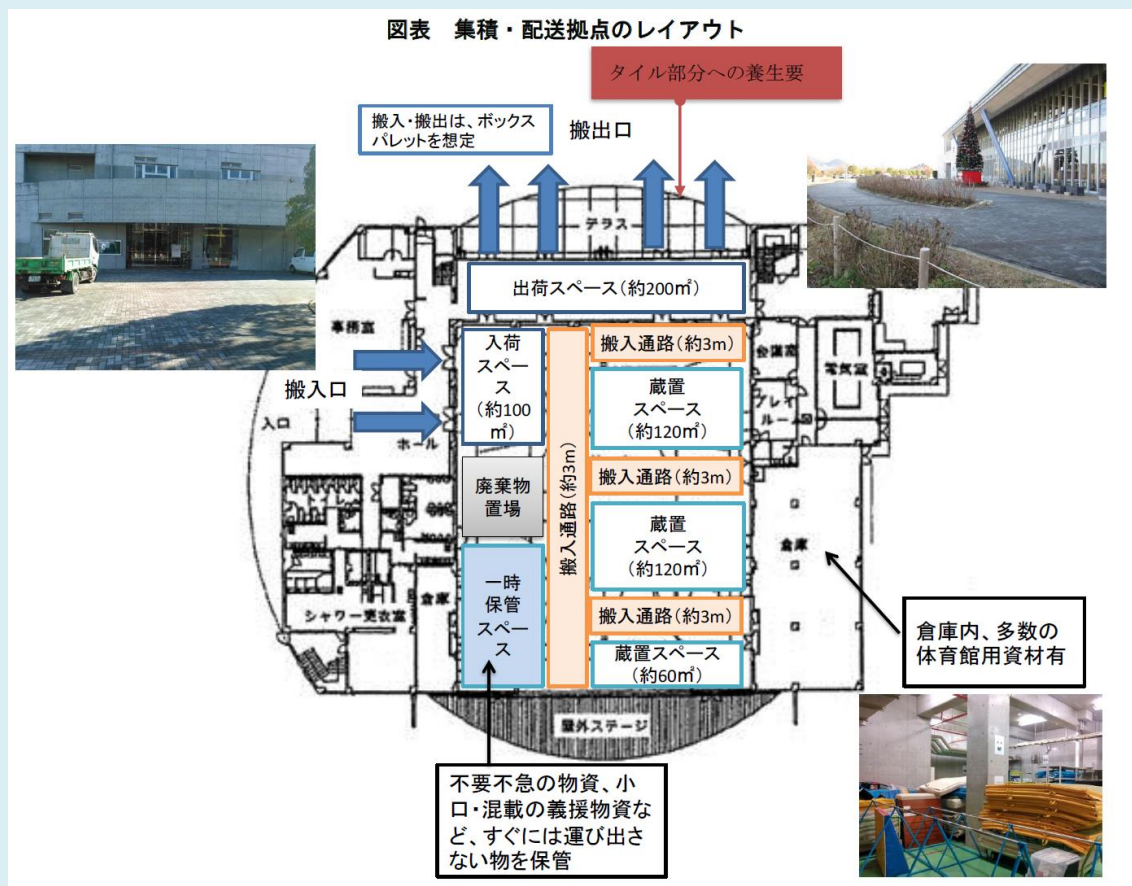 図表　集積・配送拠点のレイアウト
タイル部分への養生要
搬入・搬出は、ボックス
パレットを想定
搬出口
テラス
出荷スペース(約200㎡)
事務室
搬入口
入口
ホール
入荷
スペー
ス
(約100
㎡)
搬入通路(約3m)
搬入通路(約3m)
蔵置
スペース
(約120㎡)
会議室
プレイ
ルーム
電気室
廃棄物
置場
搬入通路(約3m)
蔵置
スペース
(約120㎡)
倉庫
一時
保管
スペー
ス
シャワー更衣室
倉庫
搬入通路(約3m)
蔵置スペース
(約60㎡)
倉庫内、多数の
体育館用資材有
屋外ステージ
不要不急の物資、小
口・混載の義援物資な
ど、すぐには運び出さ
ない物を保管